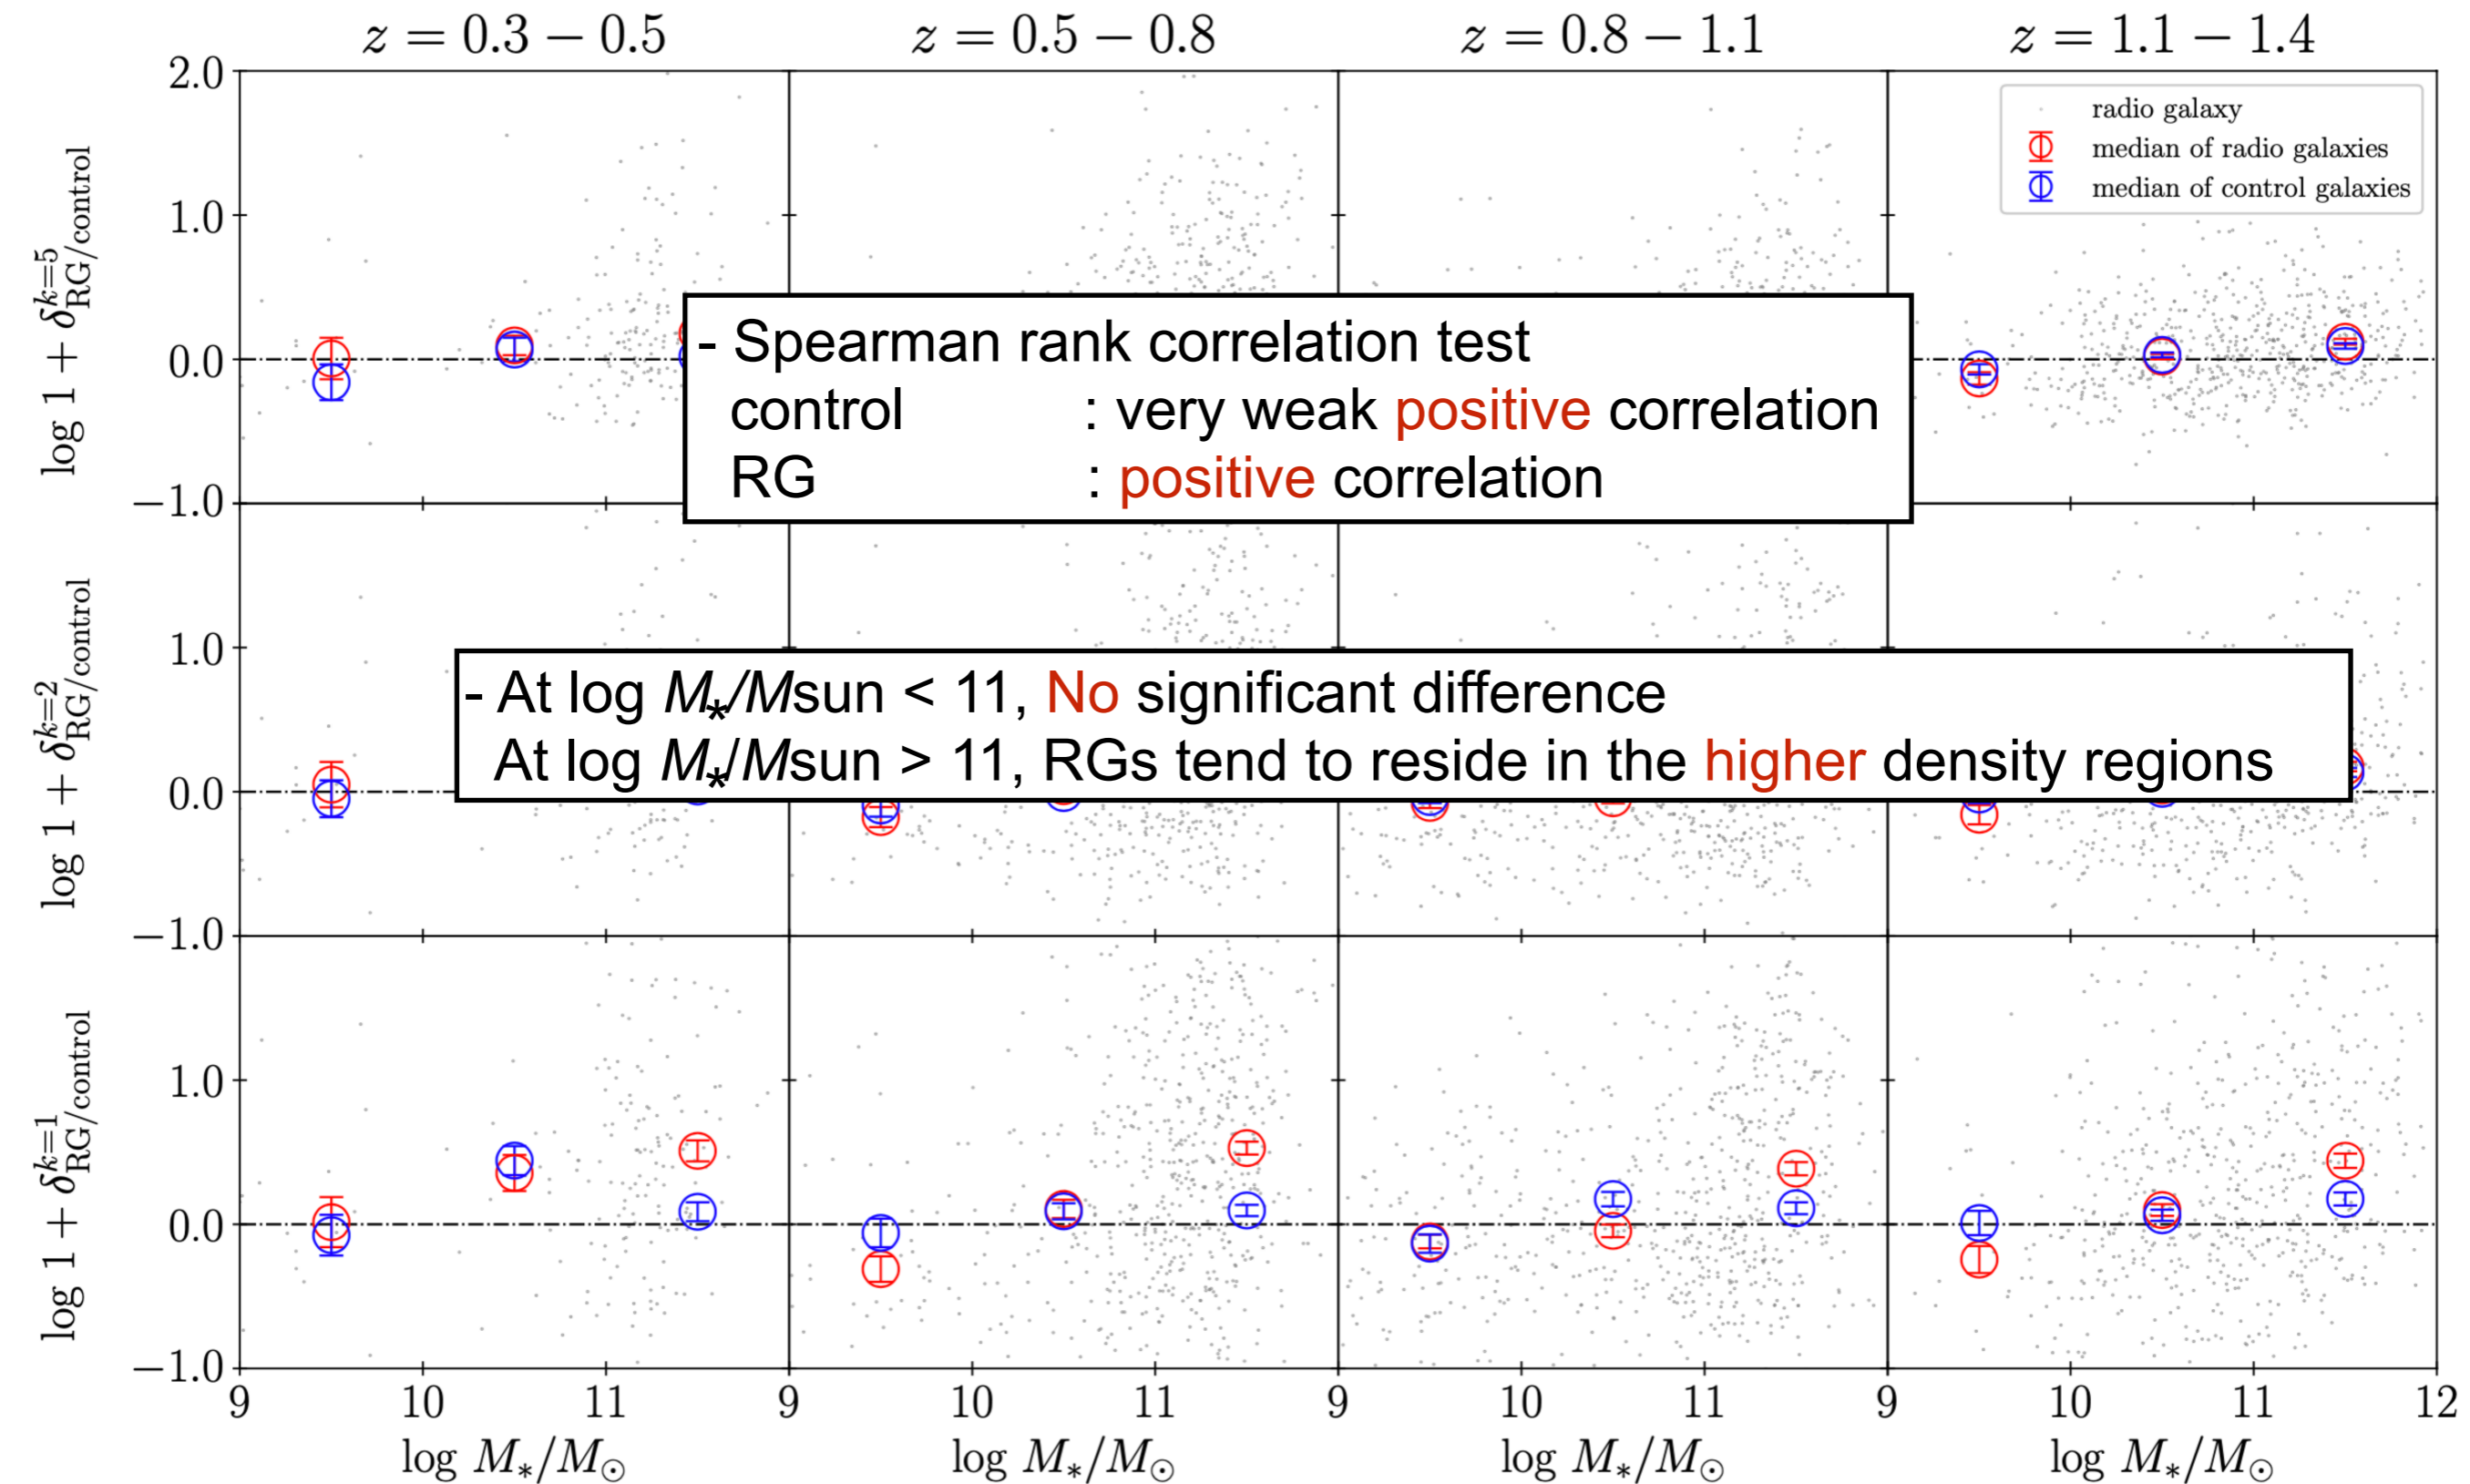 z = 0.3 − 0.5
z = 0.5 − 0.8
z = 0.8 − 1.1
z = 1.1 − 1.4
radio galaxy
median of radio galaxies
median of control galaxies
log 1 + δ^{k=5}_{RG/control}
2.0
1.0
0.0
−1.0
- Spearman rank correlation test
control : very weak positive correlation
RG : positive correlation
log 1 + δ^{k=2}_{RG/control}
1.0
0.0
−1.0
- At log M*/Msun < 11, No significant difference
At log M*/Msun > 11, RGs tend to reside in the higher density regions
log 1 + δ^{k=1}_{RG/control}
1.0
0.0
−1.0
9 10 11 9 10 11 9 10 11 9 10 11 12
log M*/M⊙
log M*/M⊙
log M*/M⊙
log M*/M⊙